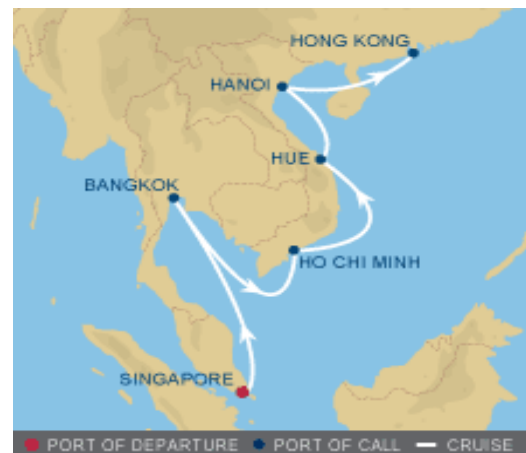 HONG KONG
HANOI
HUE
BANGKOK
HO CHI MINH
SINGAPORE
PORT OF DEPARTURE PORT OF CALL CRUISE